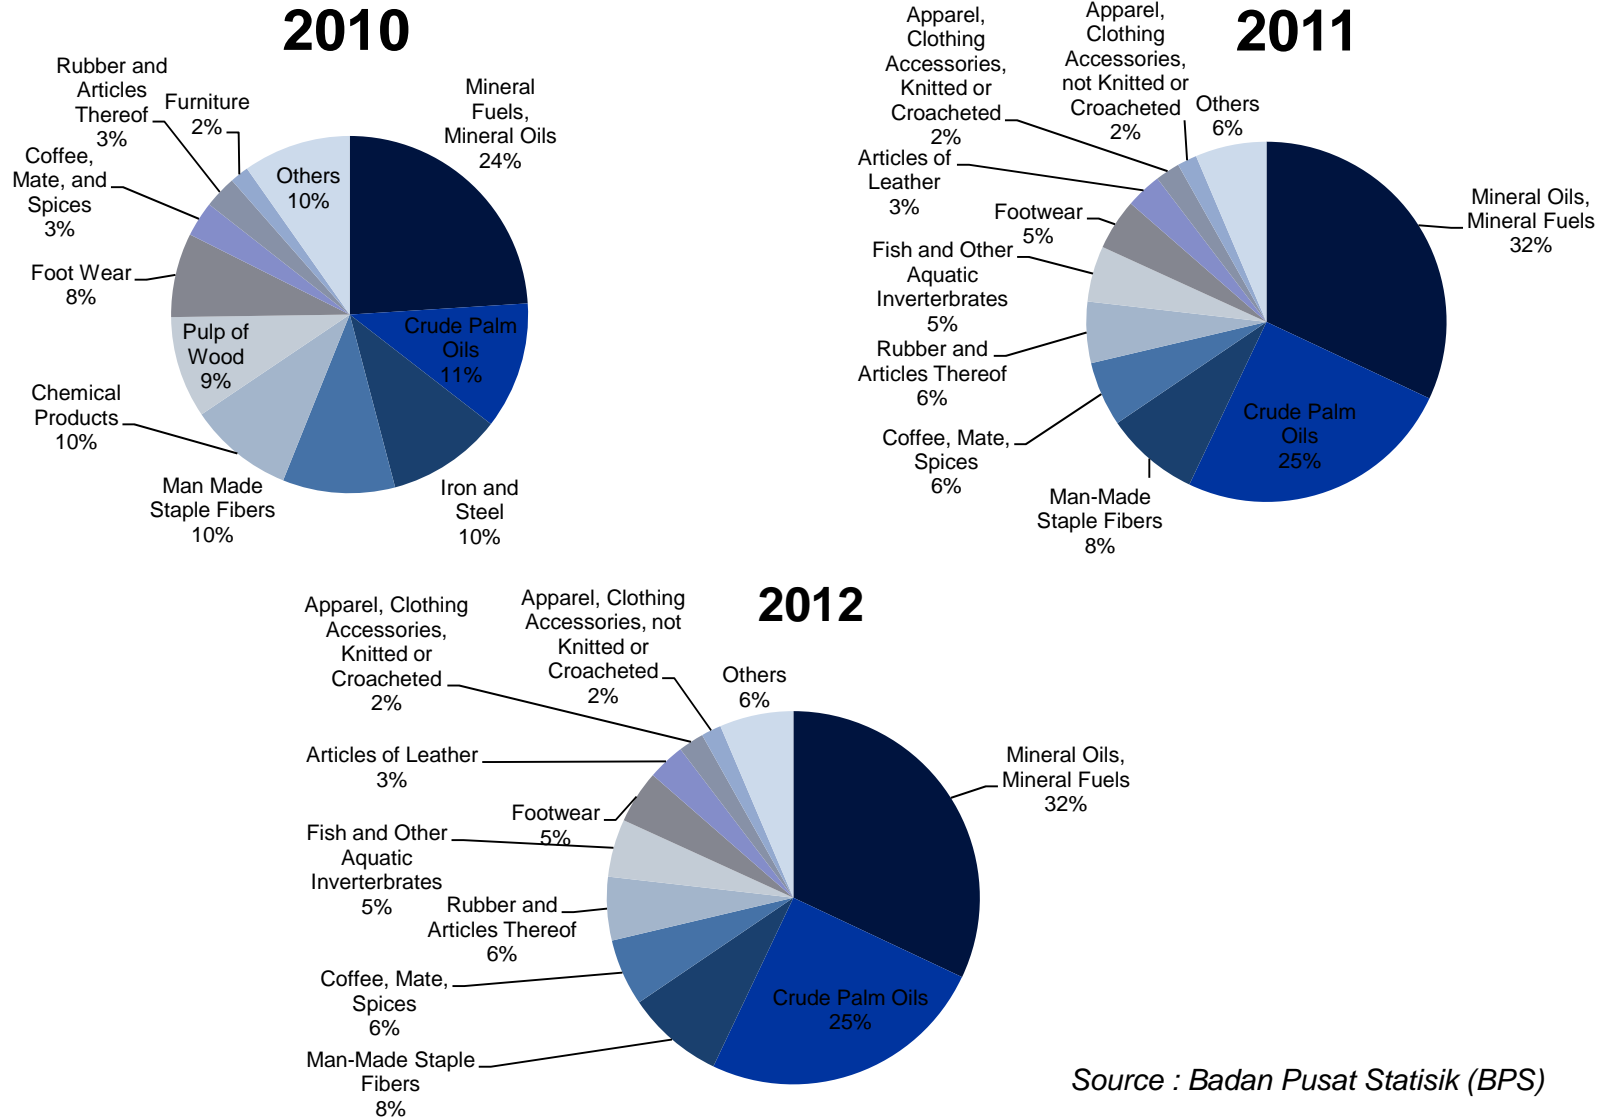 2010
Mineral
Fuels,
Mineral Oils
24%
Crude Palm
Oils
11%
Iron and
Steel
10%
Man Made
Staple Fibers
10%
Chemical
Products
10%
Pulp of
Wood
9%
Foot Wear
8%
Coffee,
Mate, and
Spices
3%
Rubber and
Articles
Thereof
3%
Furniture
2%
Others
10%
2011
Mineral Oils,
Mineral Fuels
32%
Crude Palm
Oils
25%
Man-Made
Staple Fibers
8%
Coffee, Mate,
Spices
6%
Rubber and
Articles Thereof
6%
Fish and Other
Aquatic
Inverterbrates
5%
Footwear
5%
Articles of
Leather
3%
Apparel,
Clothing
Accessories,
Knitted or
Croacheted
2%
Apparel,
Clothing
Accessories,
not Knitted or
Croacheted
2%
Others
6%
2012
Mineral Oils,
Mineral Fuels
32%
Crude Palm Oils
25%
Man-Made Staple
Fibers
8%
Coffee, Mate,
Spices
6%
Rubber and
Articles Thereof
6%
Fish and Other
Aquatic
Inverterbrates
5%
Footwear
5%
Articles of Leather
3%
Apparel, Clothing
Accessories,
Knitted or
Croacheted
2%
Apparel, Clothing
Accessories, not
Knitted or
Croacheted
2%
Others
6%
Source : Badan Pusat Statisik (BPS)